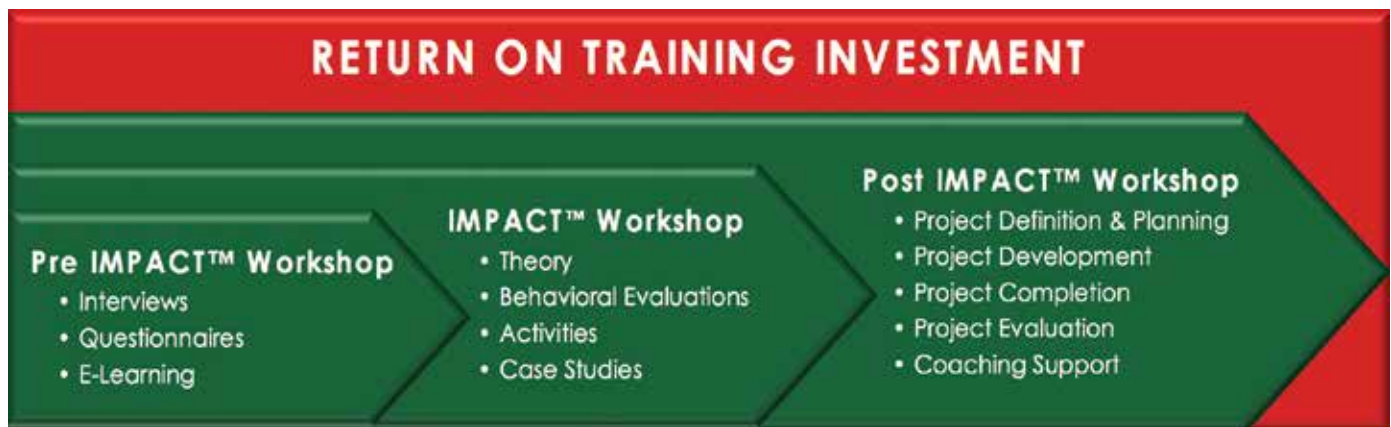 RETURN ON TRAINING INVESTMENT
Pre IMPACT™ Workshop
• Interviews
• Questionnaires
• E-Learning
IMPACT™ Workshop
• Theory
• Behavioral Evaluations
• Activities
• Case Studies
Post IMPACT™ Workshop
• Project Definition & Planning
• Project Development
• Project Completion
• Project Evaluation
• Coaching Support